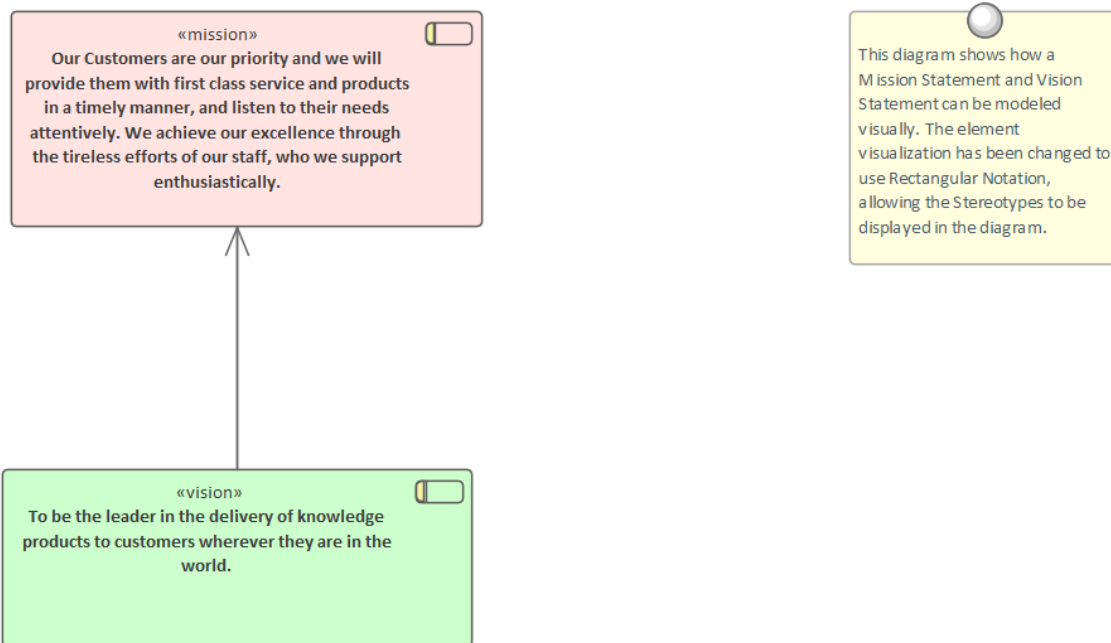 «mission»
Our Customers are our priority and we will
provide them with first class service and products
in a timely manner, and listen to their needs
attentively. We achieve our excellence through
the tireless efforts of our staff, who we support
enthusiastically.
This diagram shows how a
Mission Statement and Vision
Statement can be modeled
visually. The element
visualization has been changed to
use Rectangular Notation,
allowing the Stereotypes to be
displayed in the diagram.
«vision»
To be the leader in the delivery of knowledge
products to customers wherever they are in the
world.